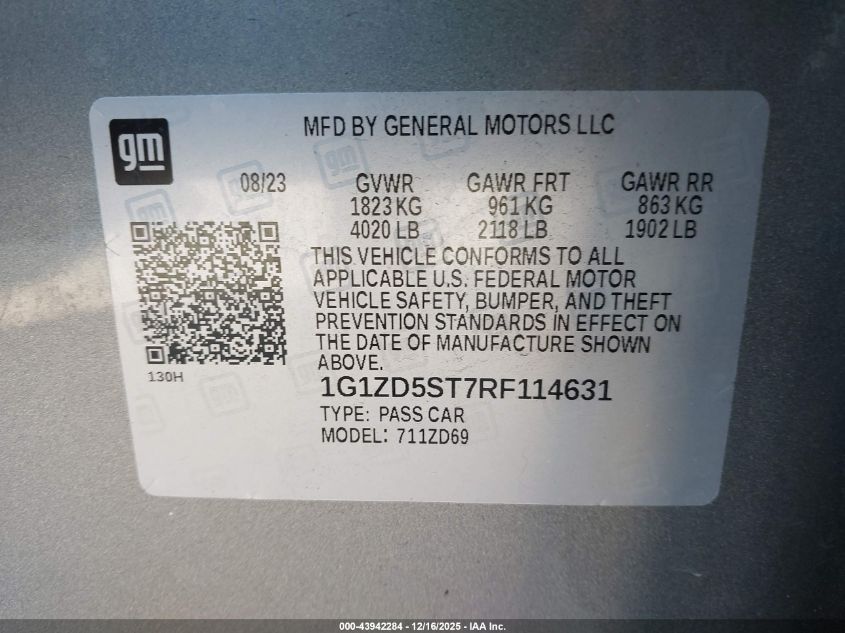 gm
MFD BY GENERAL MOTORS LLC
08/23 GVWR GAWR FRT GAWR RR
1823 KG 961 KG 863 KG
4020 LB 2118 LB 1902 LB
THIS VEHICLE CONFORMS TO ALL
APPLICABLE U.S. FEDERAL MOTOR
VEHICLE SAFETY, BUMPER, AND THEFT
PREVENTION STANDARDS IN EFFECT ON
THE DATE OF MANUFACTURE SHOWN
ABOVE.
130H
1G1ZD5ST7RF114631
TYPE: PASS CAR
MODEL: 711ZD69
000-43942284 - 12/16/2025 - IAA Inc.